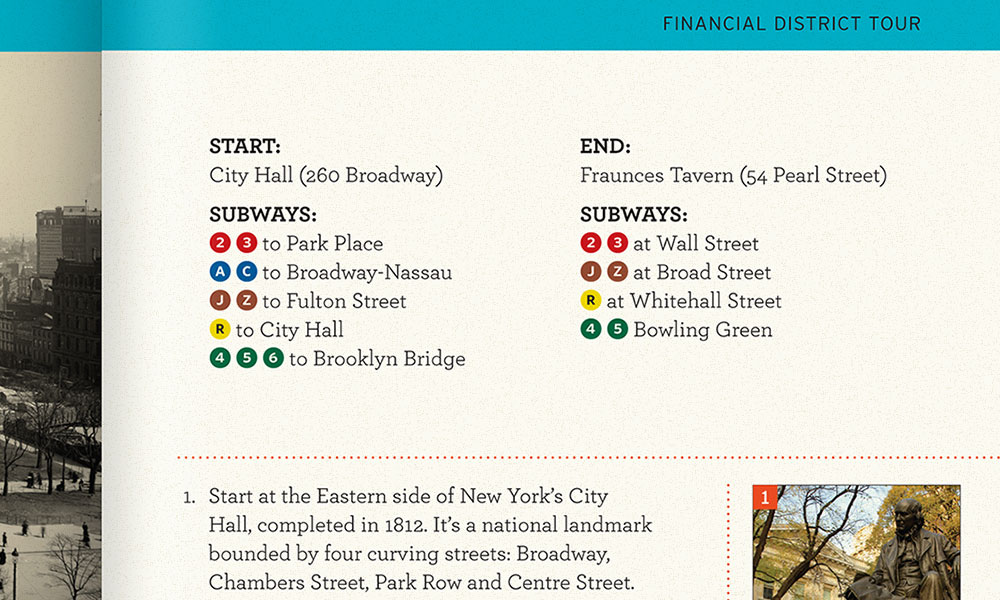 FINANCIAL DISTRICT TOUR
START:
City Hall (260 Broadway)
SUBWAYS:
2 3 to Park Place
A C to Broadway-Nassau
J Z to Fulton Street
R to City Hall
4 5 6 to Brooklyn Bridge
END:
Fraunces Tavern (54 Pearl Street)
SUBWAYS:
2 3 at Wall Street
J Z at Broad Street
R at Whitehall Street
4 5 Bowling Green
1. Start at the Eastern side of New York’s City
Hall, completed in 1812. It’s a national landmark
bounded by four curving streets: Broadway,
Chambers Street, Park Row and Centre Street.
1